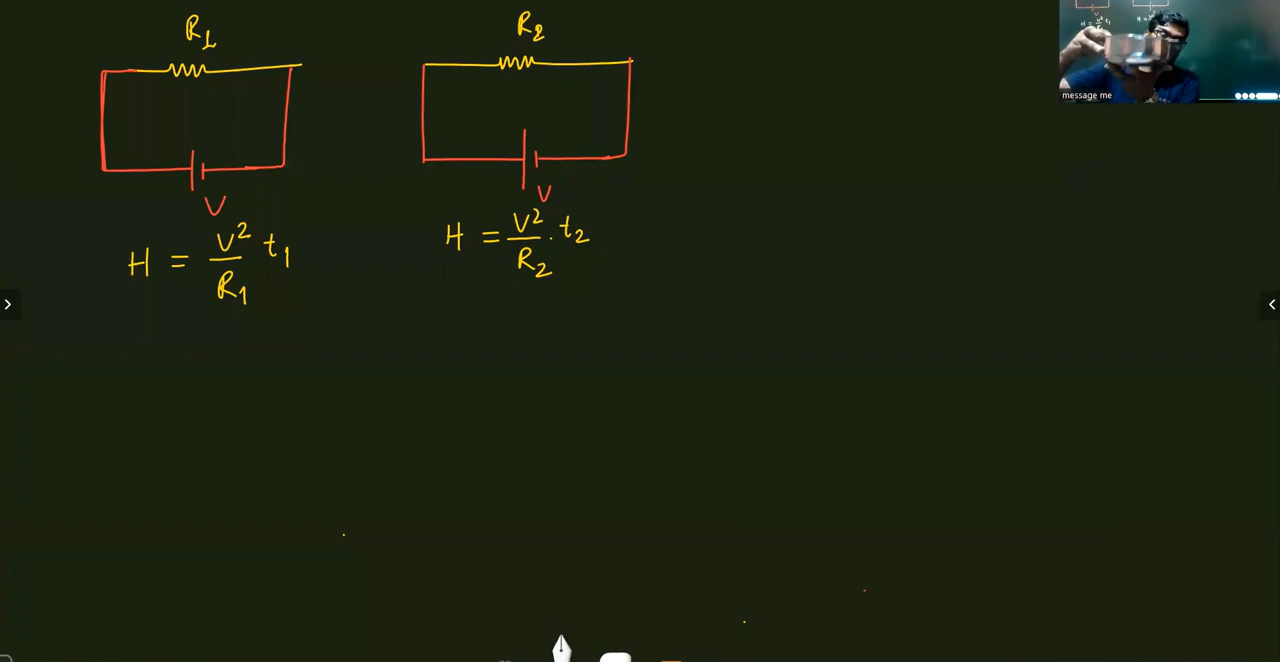 R₁
R₂
V
V
H = V²/R₁ t₁
H = V²/R₂ . t₂
message me